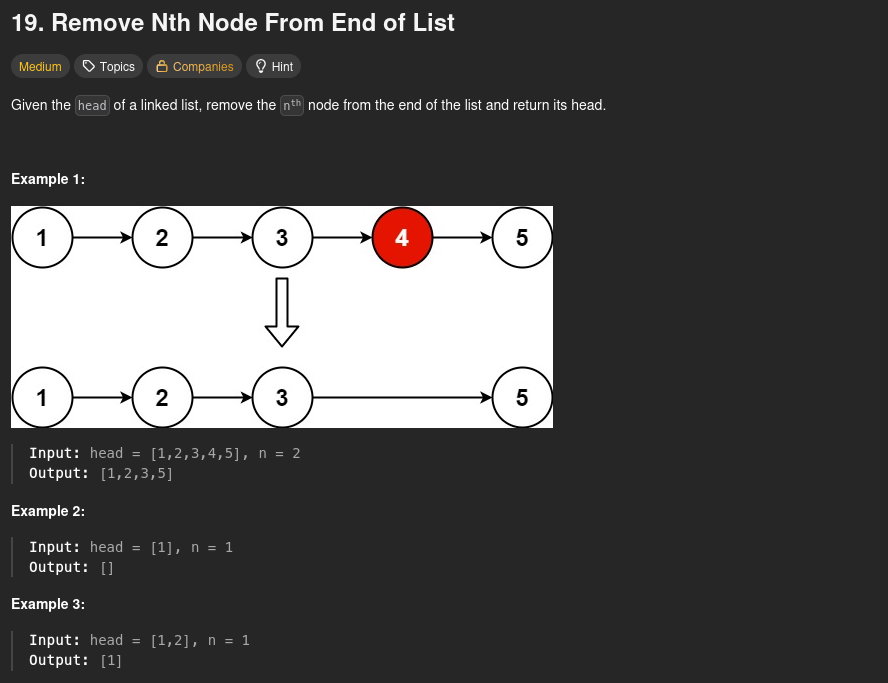 19. Remove Nth Node From End of List
Medium Topics Companies Hint
Given the head of a linked list, remove the nth node from the end of the list and return its head.
Example 1:
1 2 3 4 5
1 2 3 5
Input: head = [1,2,3,4,5], n = 2
Output: [1,2,3,5]
Example 2:
Input: head = [1], n = 1
Output: []
Example 3:
Input: head = [1,2], n = 1
Output: [1]